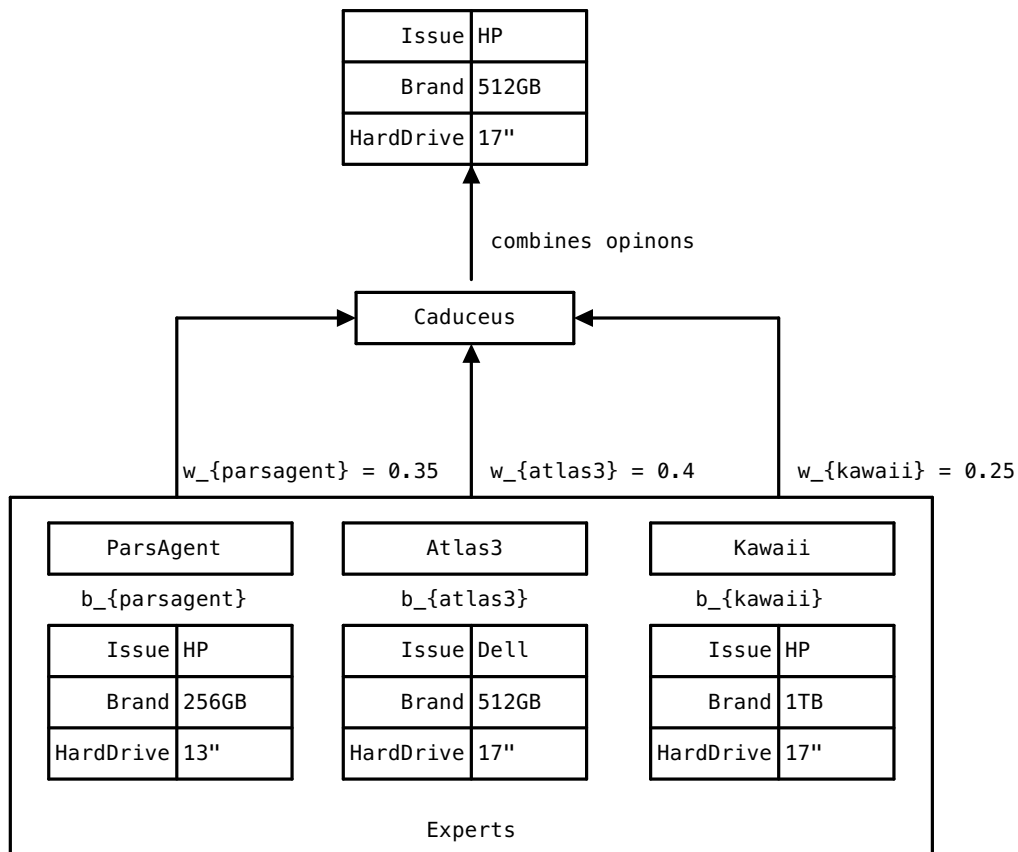 Issue HP
Brand 512GB
HardDrive 17"
combines opinons
Caduceus
w_{parsagent} = 0.35 w_{atlas3} = 0.4 w_{kawaii} = 0.25
ParsAgent Atlas3 Kawaii
b_{parsagent} b_{atlas3} b_{kawaii}
Issue HP Issue Dell Issue HP
Brand 256GB Brand 512GB Brand 1TB
HardDrive 13" HardDrive 17" HardDrive 17"
Experts